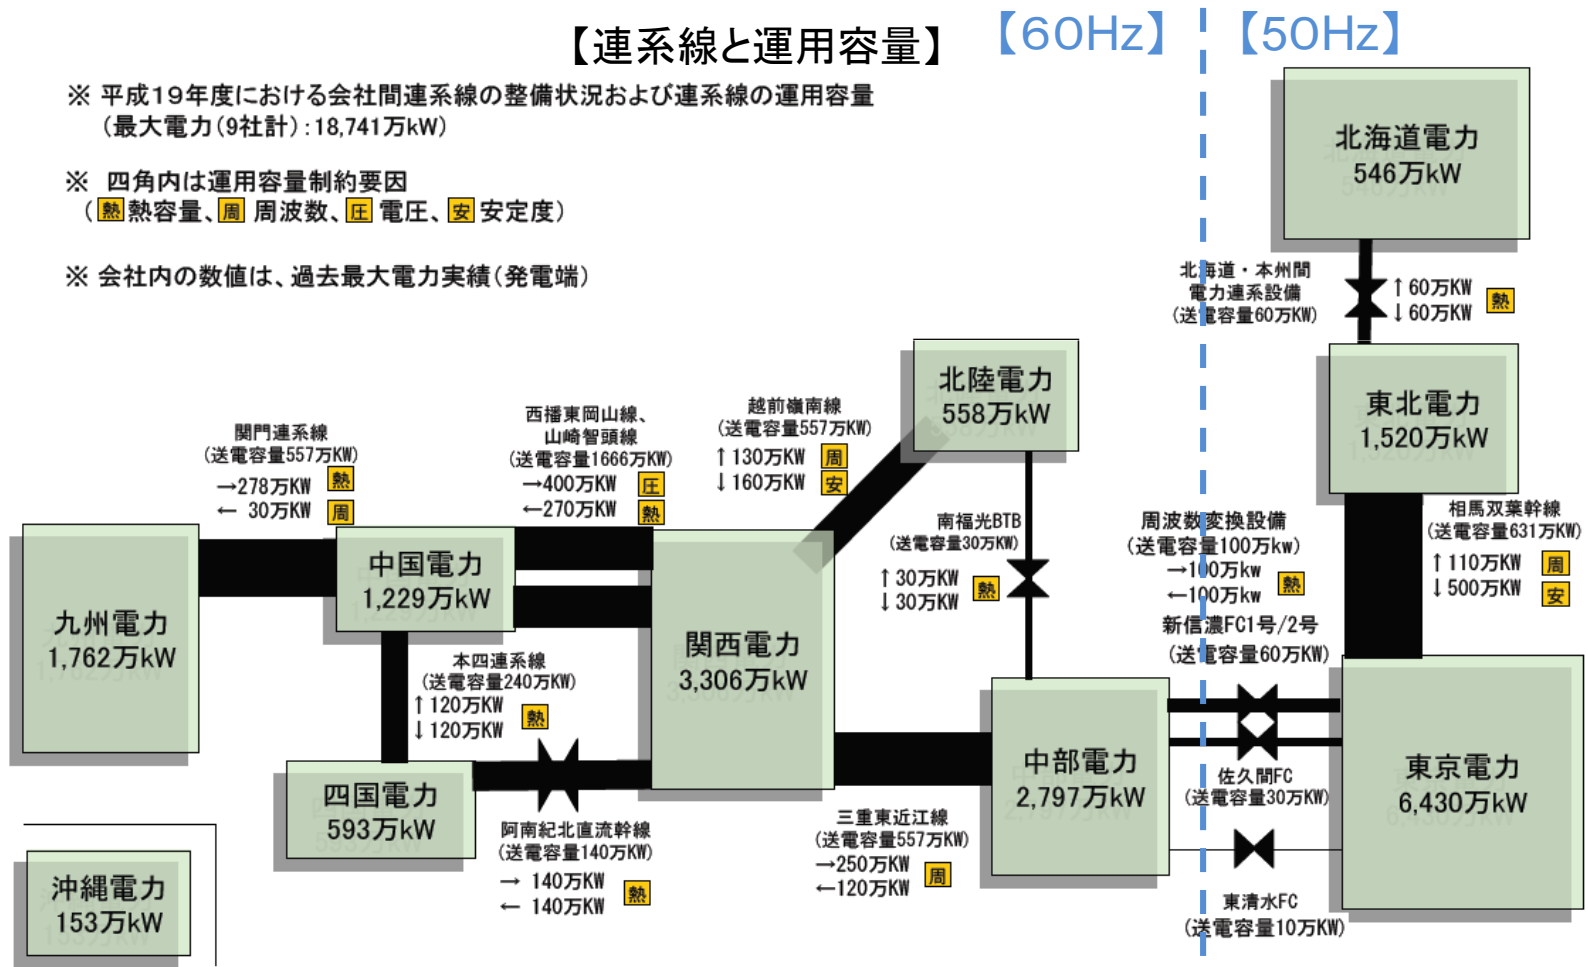 【連系線と運用容量】
【60Hz】
【50Hz】
※ 平成19年度における会社間連系線の整備状況および連系線の運用容量
(最大電力(9社計):18,741万kW)
※ 四角内は運用容量制約要因
(熱 熱容量、周 周波数、圧 電圧、安 安定度)
※ 会社内の数値は、過去最大電力実績(発電端)
北海道電力
546万kW
北海道・本州間
電力連系設備
(送電容量60万KW)
↑60万KW
↓60万KW
熱
東北電力
1,520万kW
相馬双葉幹線
(送電容量631万KW)
↑110万KW 周
↓500万KW 安
北陸電力
558万kW
越前嶺南線
(送電容量557万KW)
↑130万KW 周
↓160万KW 安
西播東岡山線、
山崎智頭線
(送電容量1666万KW)
→400万KW 圧
←270万KW 熱
関門連系線
(送電容量557万KW)
→278万KW 熱
← 30万KW 周
南福光BTB
(送電容量30万KW)
↑30万KW
↓30万KW
熱
周波数変換設備
(送電容量100万kw)
→100万kw
←100万kw
熱
新信濃FC1号/2号
(送電容量60万KW)
九州電力
1,762万kW
中国電力
1,229万kW
関西電力
3,306万kW
本四連系線
(送電容量240万KW)
↑120万KW
↓120万KW
熱
四国電力
593万kW
阿南紀北直流幹線
(送電容量140万KW)
→ 140万KW
← 140万KW
熱
三重東近江線
(送電容量557万KW)
→250万KW
←120万KW
周
中部電力
2,797万kW
佐久間FC
(送電容量30万KW)
東清水FC
(送電容量10万KW)
東京電力
6,430万kW
沖縄電力
153万kW